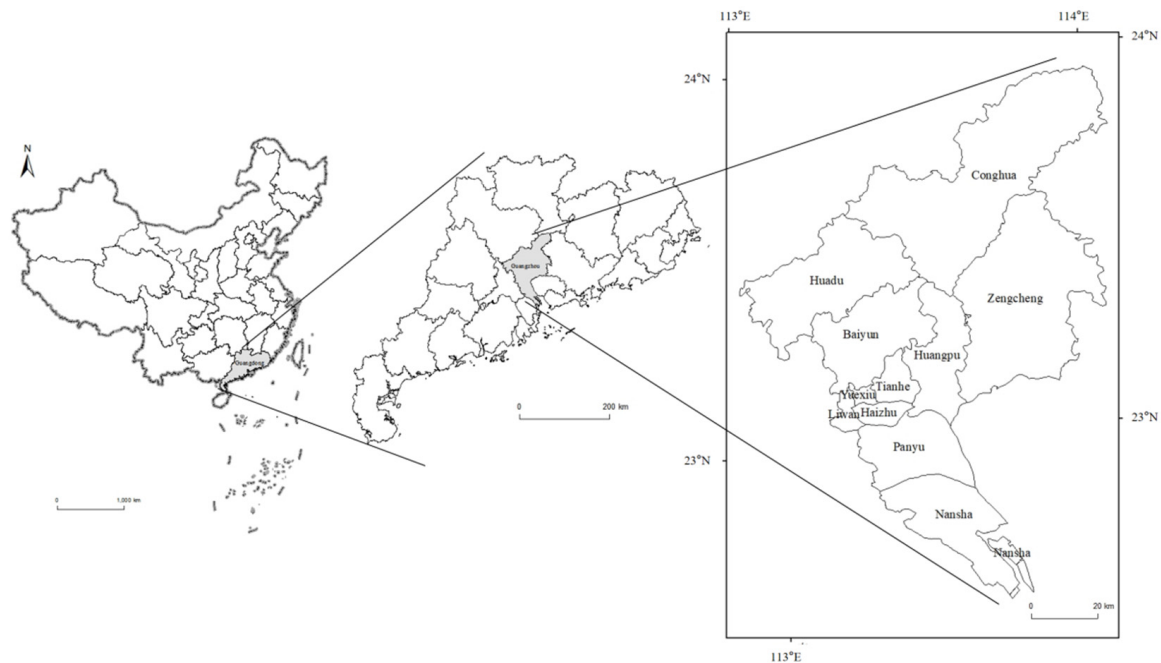 113°E
114°E
24°N
24°N
N
Conghua
Guangzhou
Huadu
Zengcheng
Baiyun
Huangpu
Guangdong
Tianhe
Yuexiu
Liwan
Haizhu
0 200 km
23°N
Panyu
23°N
0 1,000 km
Nansha
Nansha
0 20 km
113°E